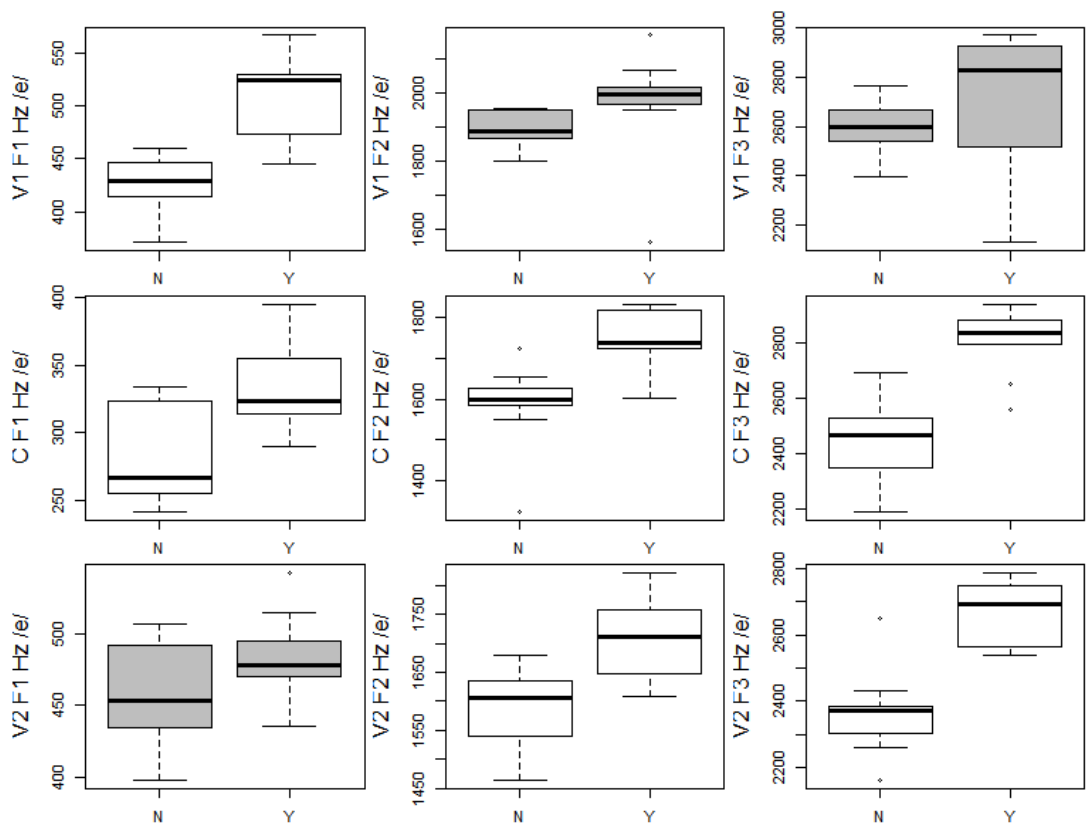 V1 F1 Hz /e/
400 450 500 550
N Y
V1 F2 Hz /e/
1600 1800 2000
N Y
V1 F3 Hz /e/
2200 2400 2600 2800 3000
N Y
C F1 Hz /e/
250 300 350 400
N Y
C F2 Hz /e/
1400 1600 1800
N Y
C F3 Hz /e/
2200 2400 2600 2800
N Y
V2 F1 Hz /e/
400 450 500
N Y
V2 F2 Hz /e/
1450 1550 1650 1750
N Y
V2 F3 Hz /e/
2200 2400 2600 2800
N Y